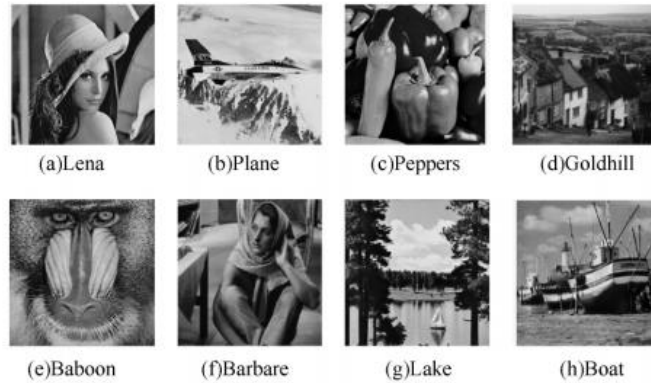 (a)Lena
(b)Plane
(c)Peppers
(d)Goldhill
(e)Baboon
(f)Barbare
(g)Lake
(h)Boat